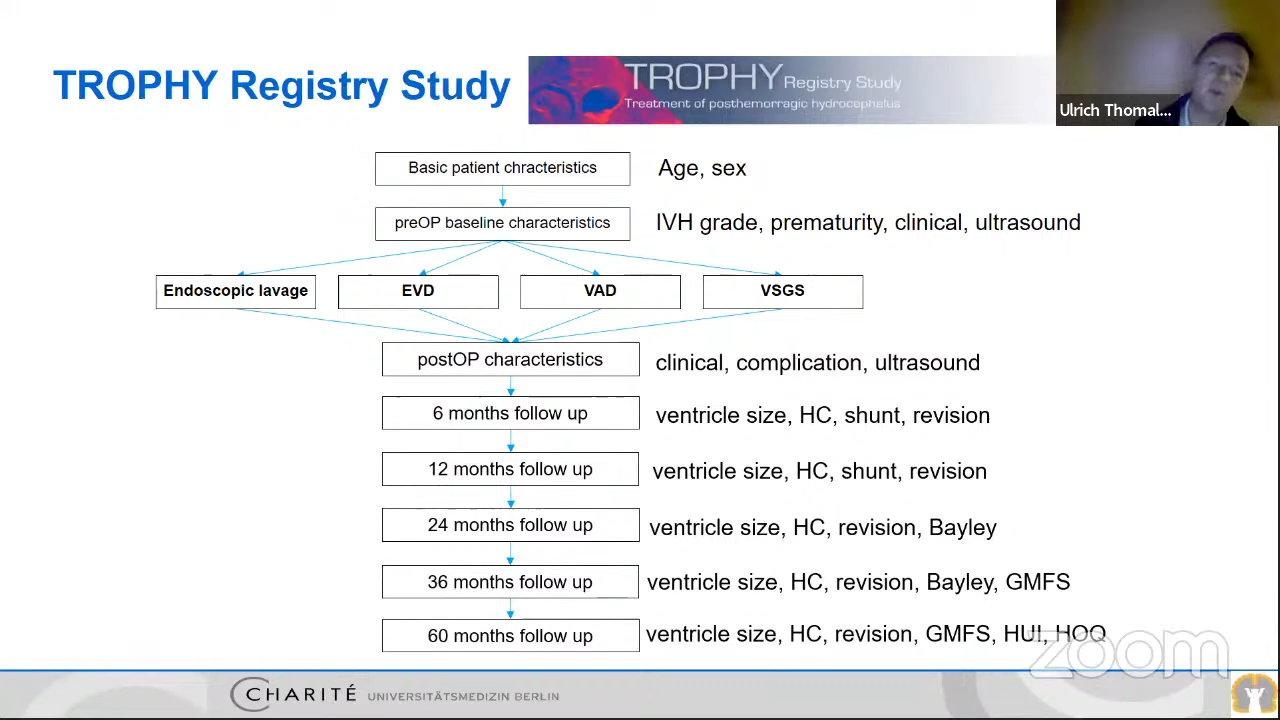 TROPHY Registry Study
TROPHY Registry Study
Treatment of posthemorragic hydrocephalus
Ulrich Thomal...
Basic patient chracteristics
Age, sex
preOP baseline characteristics
IVH grade, prematurity, clinical, ultrasound
Endoscopic lavage
EVD
VAD
VSGS
postOP characteristics
clinical, complication, ultrasound
6 months follow up
ventricle size, HC, shunt, revision
12 months follow up
ventricle size, HC, shunt, revision
24 months follow up
ventricle size, HC, revision, Bayley
36 months follow up
ventricle size, HC, revision, Bayley, GMFS
60 months follow up
ventricle size, HC, revision, GMFS, HUI, HOQ
zoom
CHARITÉ UNIVERSITÄTSMEDIZIN BERLIN